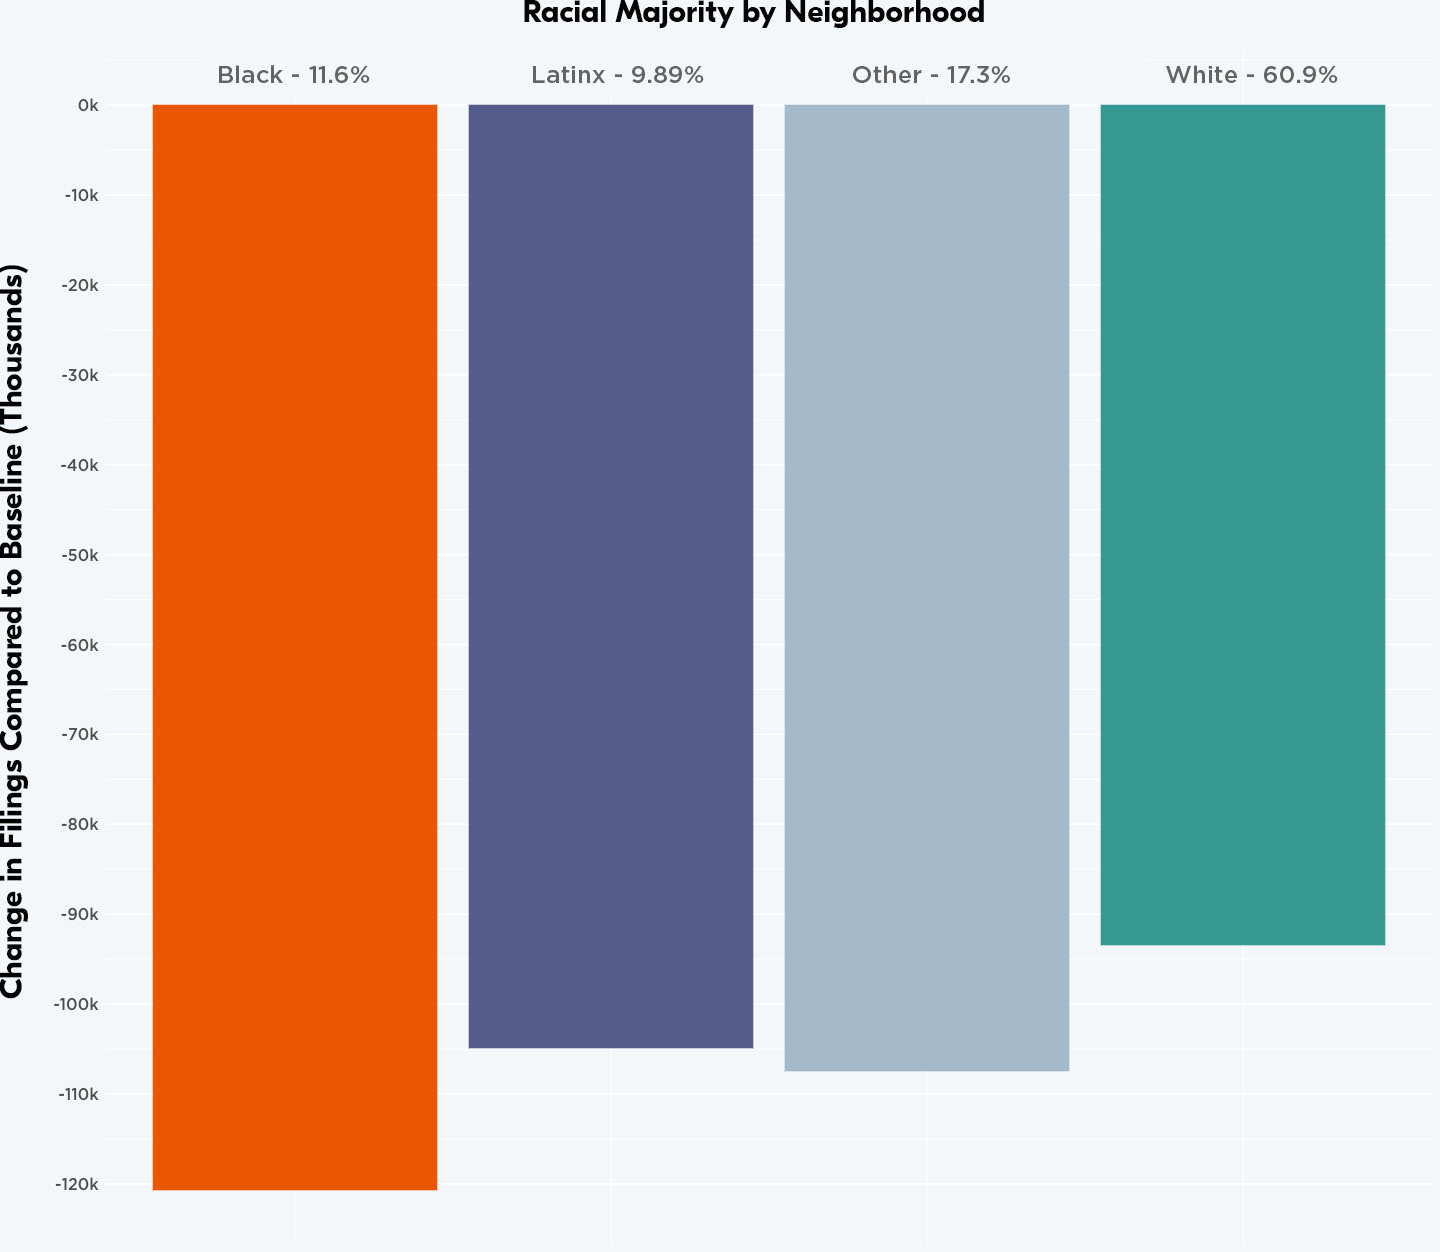 Racial Majority by Neighborhood
Black - 11.6%
Latinx - 9.89%
Other - 17.3%
White - 60.9%
Change in Filings Compared to Baseline (Thousands)
0k
-10k
-20k
-30k
-40k
-50k
-60k
-70k
-80k
-90k
-100k
-110k
-120k